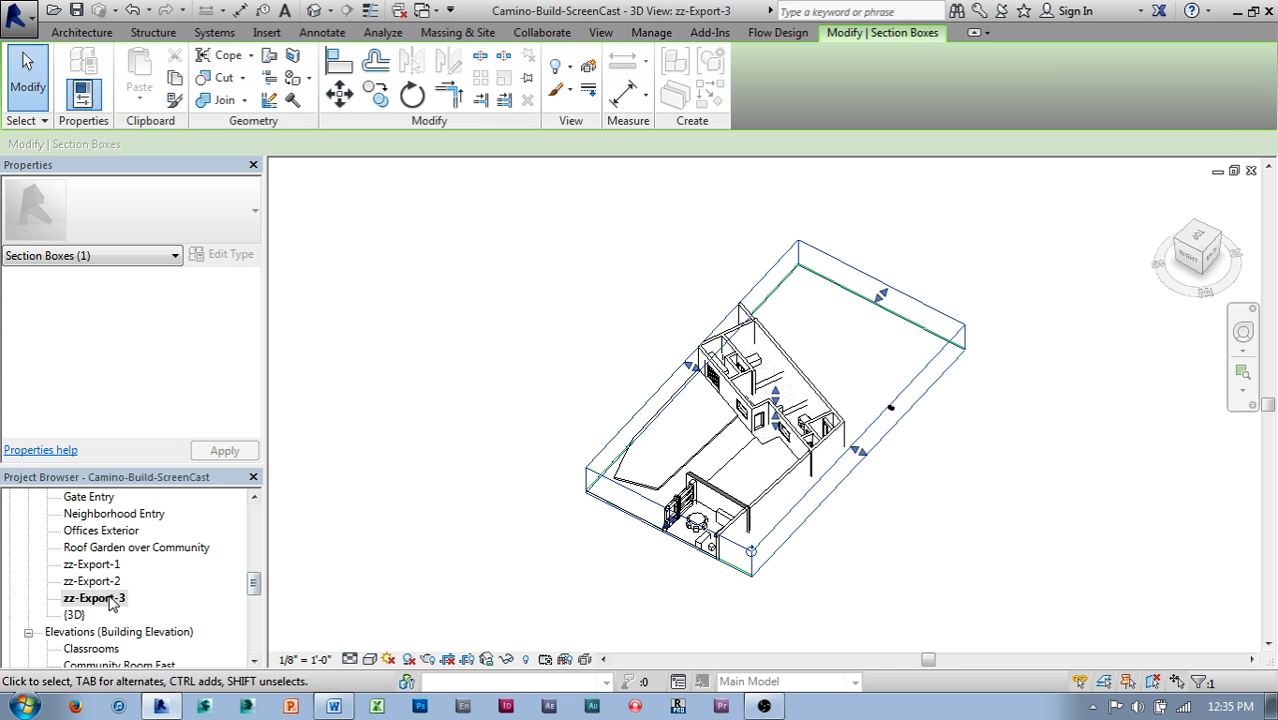 Camino-Build-ScreenCast - 3D View: zz-Export-3
Type a keyword or phrase
Sign In
Architecture Structure Systems Insert Annotate Analyze Massing & Site Collaborate View Manage Add-Ins Flow Design Modify | Section Boxes
Modify
Paste
Cope
Cut
Join
Select Properties Clipboard Geometry Modify View Measure Create
Modify | Section Boxes
Properties
Section Boxes (1)
Edit Type
Properties help
Apply
Project Browser - Camino-Build-ScreenCast
Gate Entry
Neighborhood Entry
Offices Exterior
Roof Garden over Community
zz-Export-1
zz-Export-2
zz-Export-3
{3D}
Elevations (Building Elevation)
Classrooms
Community Room East
TOP
RIGHT
1/8" = 1'-0"
Click to select, TAB for alternates, CTRL adds, SHIFT unselects.
:0
Main Model
:1
12:35 PM